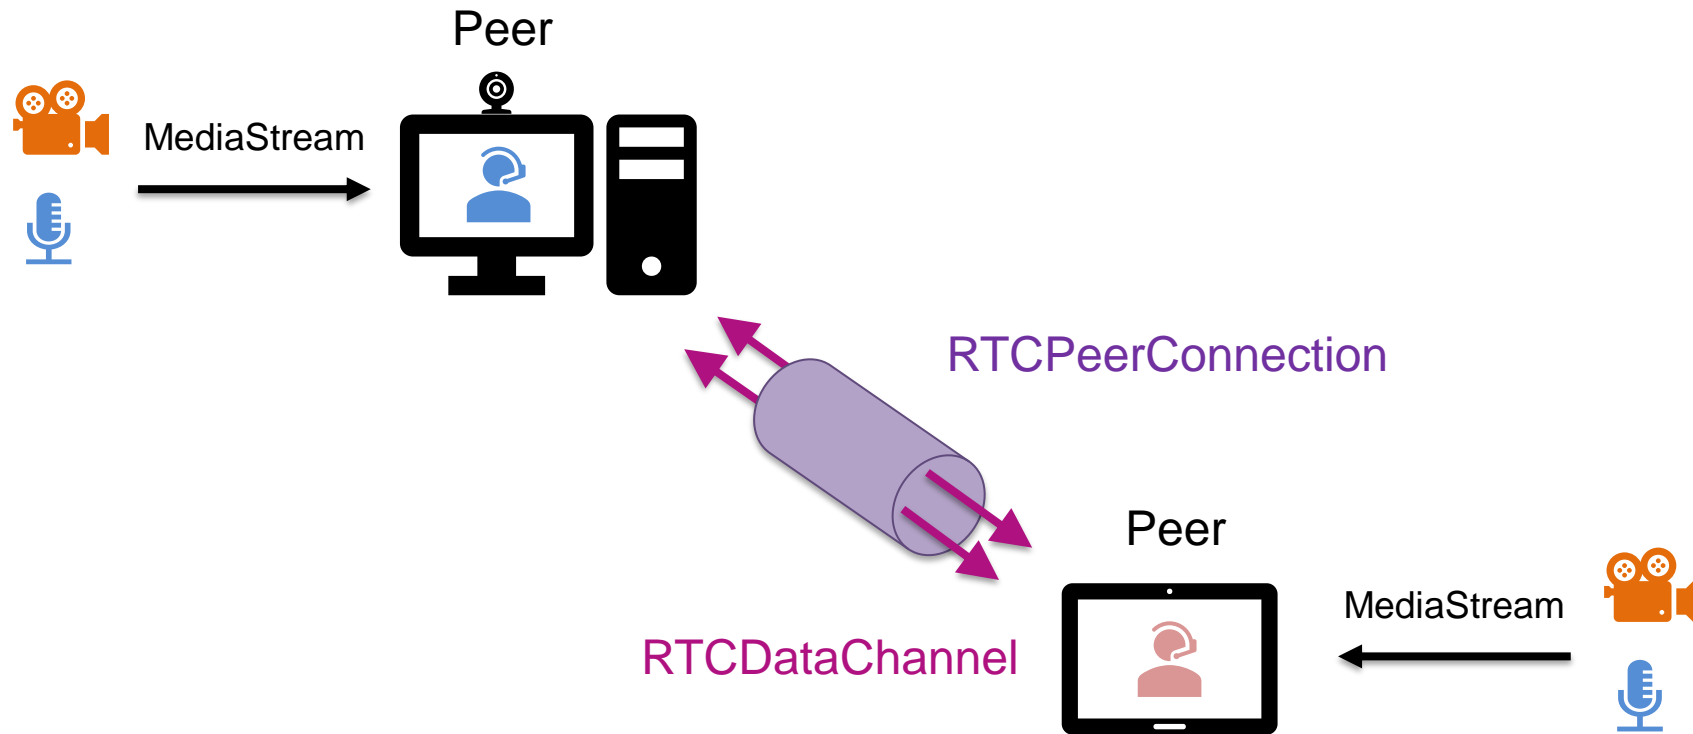 Peer
MediaStream
RTCPeerConnection
Peer
MediaStream
RTCDataChannel